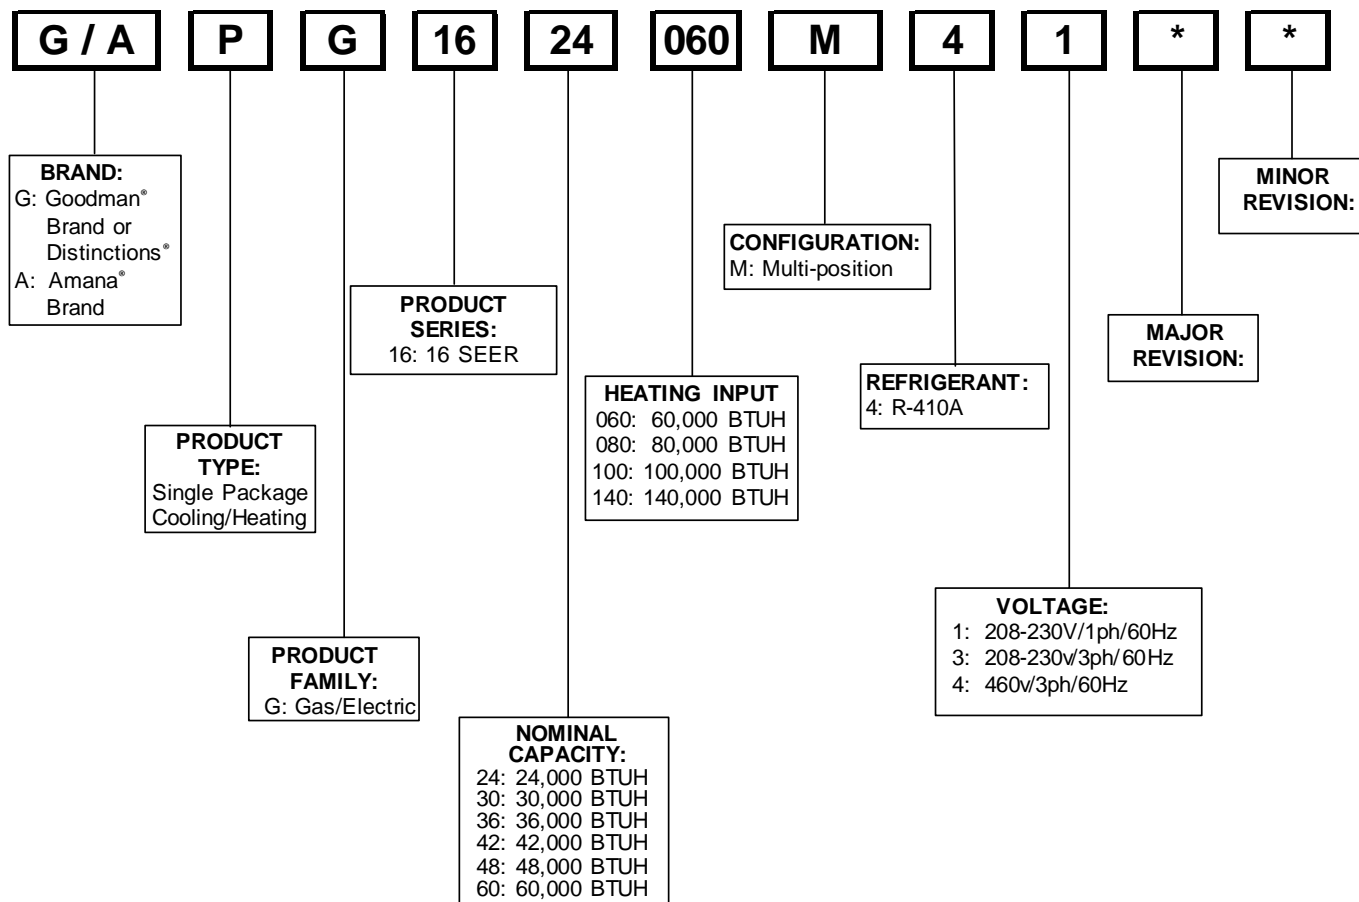 G / A P G 16 24 060 M 4 1 * *
BRAND:
G: Goodman®
Brand or
Distinctions®
A: Amana®
Brand
MINOR
REVISION:
CONFIGURATION:
M: Multi-position
PRODUCT
SERIES:
16: 16 SEER
MAJOR
REVISION:
REFRIGERANT:
4: R-410A
HEATING INPUT
060: 60,000 BTUH
080: 80,000 BTUH
100: 100,000 BTUH
140: 140,000 BTUH
PRODUCT
TYPE:
Single Package
Cooling/Heating
VOLTAGE:
1: 208-230V/1ph/60Hz
3: 208-230v/3ph/60Hz
4: 460v/3ph/60Hz
PRODUCT
FAMILY:
G: Gas/Electric
NOMINAL
CAPACITY:
24: 24,000 BTUH
30: 30,000 BTUH
36: 36,000 BTUH
42: 42,000 BTUH
48: 48,000 BTUH
60: 60,000 BTUH